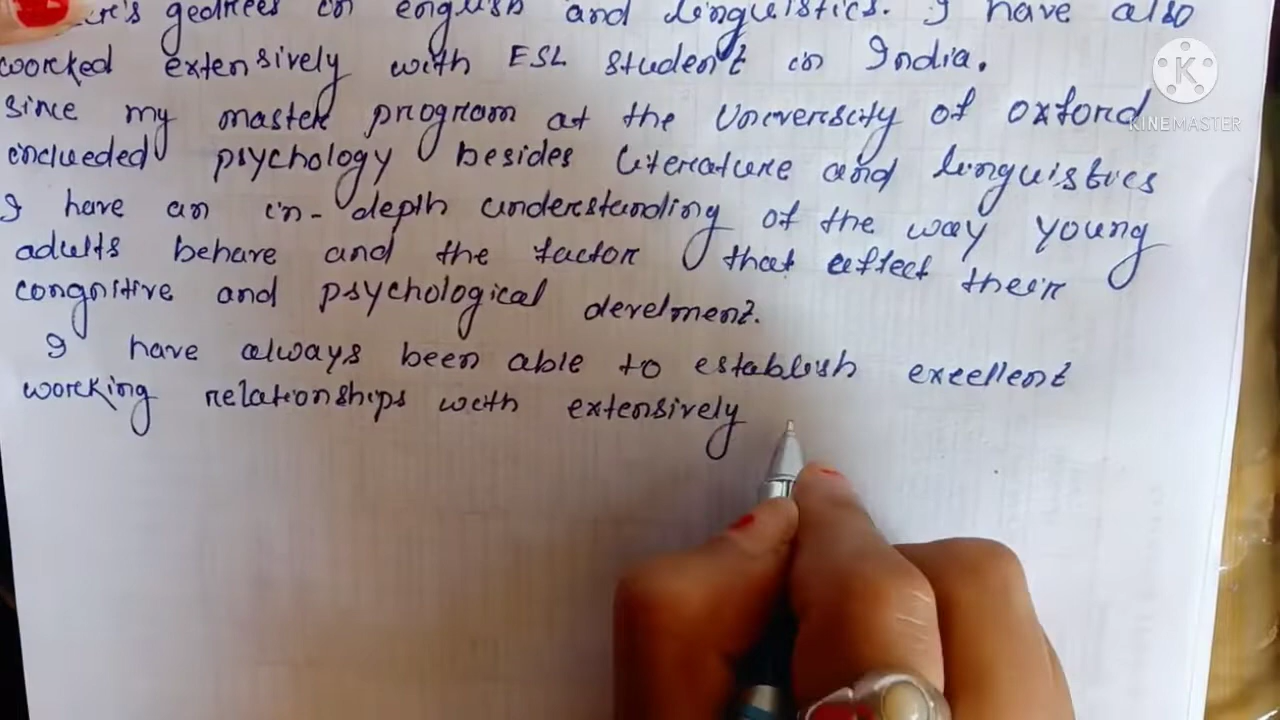 gedrees in english and linguistics. I have also
worked extensively with ESL student in India.
since my master program at the University of oxford
inclueded psychology besides literature and linguistics
I have an in-depth understanding of the way young
adults behave and the factor that effect their
congnitive and psychological develment.
I have always been able to establish excellent
working relationships with extensively
KINEMASTER